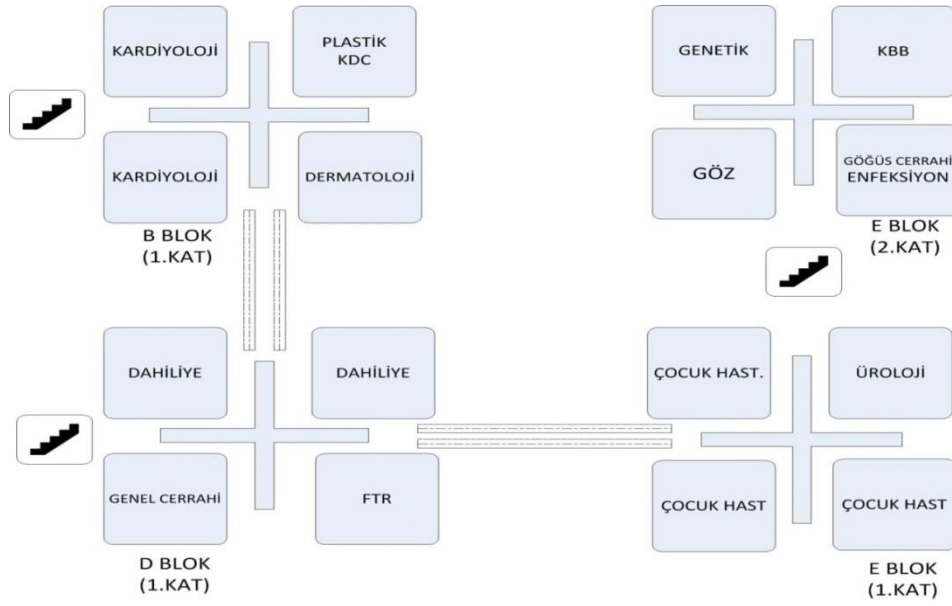 KARDİYOLOJİ
PLASTİK
KDC
KARDİYOLOJİ
DERMATOLOJİ
B BLOK
(1.KAT)
GENETİK
KBB
GÖZ
GÖĞÜS CERRAHİ
ENFEKSİYON
E BLOK
(2.KAT)
DAHİLİYE
DAHİLİYE
GENEL CERRAHİ
FTR
D BLOK
(1.KAT)
ÇOCUK HAST.
ÜROLOJİ
ÇOCUK HAST
ÇOCUK HAST
E BLOK
(1.KAT)